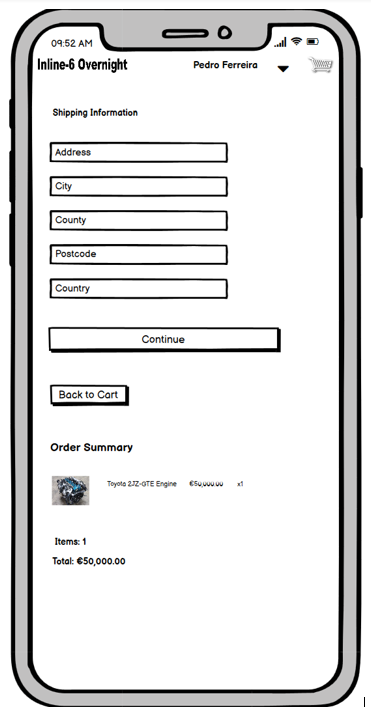 09:52 AM
Inline-6 Overnight Pedro Ferreira
Shipping Information
Address
City
County
Postcode
Country
Continue
Back to Cart
Order Summary
Toyota 2JZ-GTE Engine €50,000.00 x1
Items: 1
Total: €50,000.00